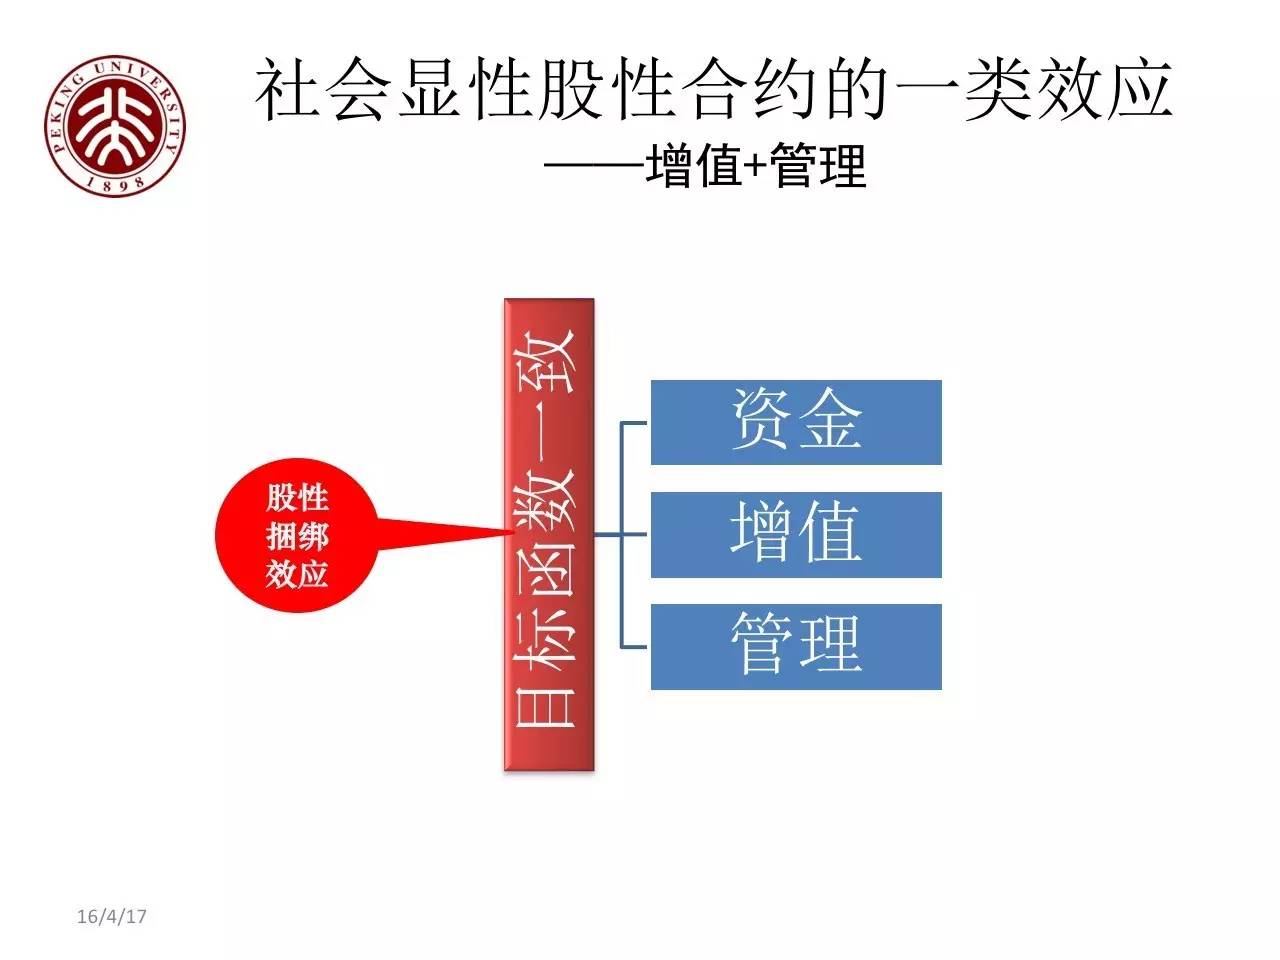 PEKING UNIVERSITY
1898
社会显性股性合约的一类效应
——增值+管理
股性
捆绑
效应
目标函数一致
资金
增值
管理
16/4/17